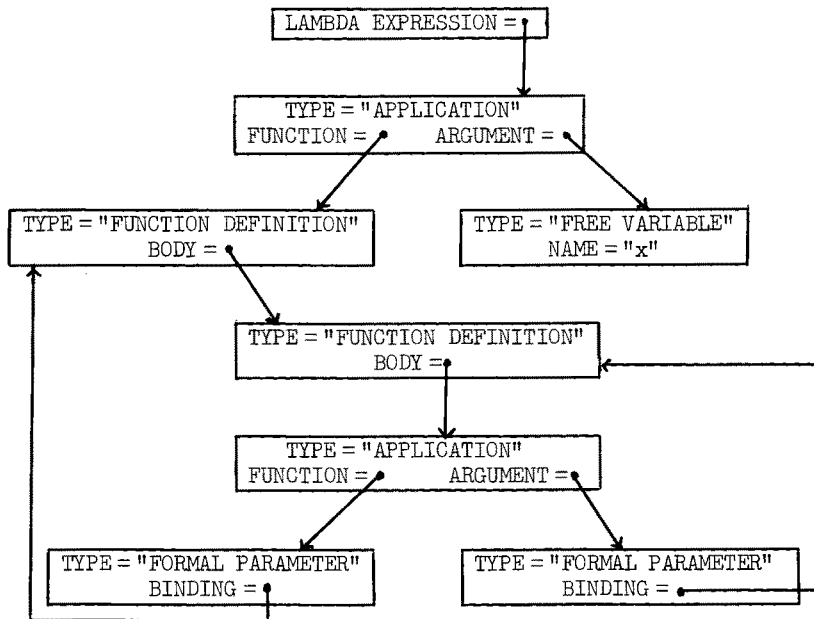 LAMBDA EXPRESSION =
TYPE = "APPLICATION"
FUNCTION = ARGUMENT =
TYPE = "FUNCTION DEFINITION"
BODY =
TYPE = "FREE VARIABLE"
NAME = "x"
TYPE = "FUNCTION DEFINITION"
BODY =
TYPE = "APPLICATION"
FUNCTION = ARGUMENT =
TYPE = "FORMAL PARAMETER"
BINDING =
TYPE = "FORMAL PARAMETER"
BINDING =